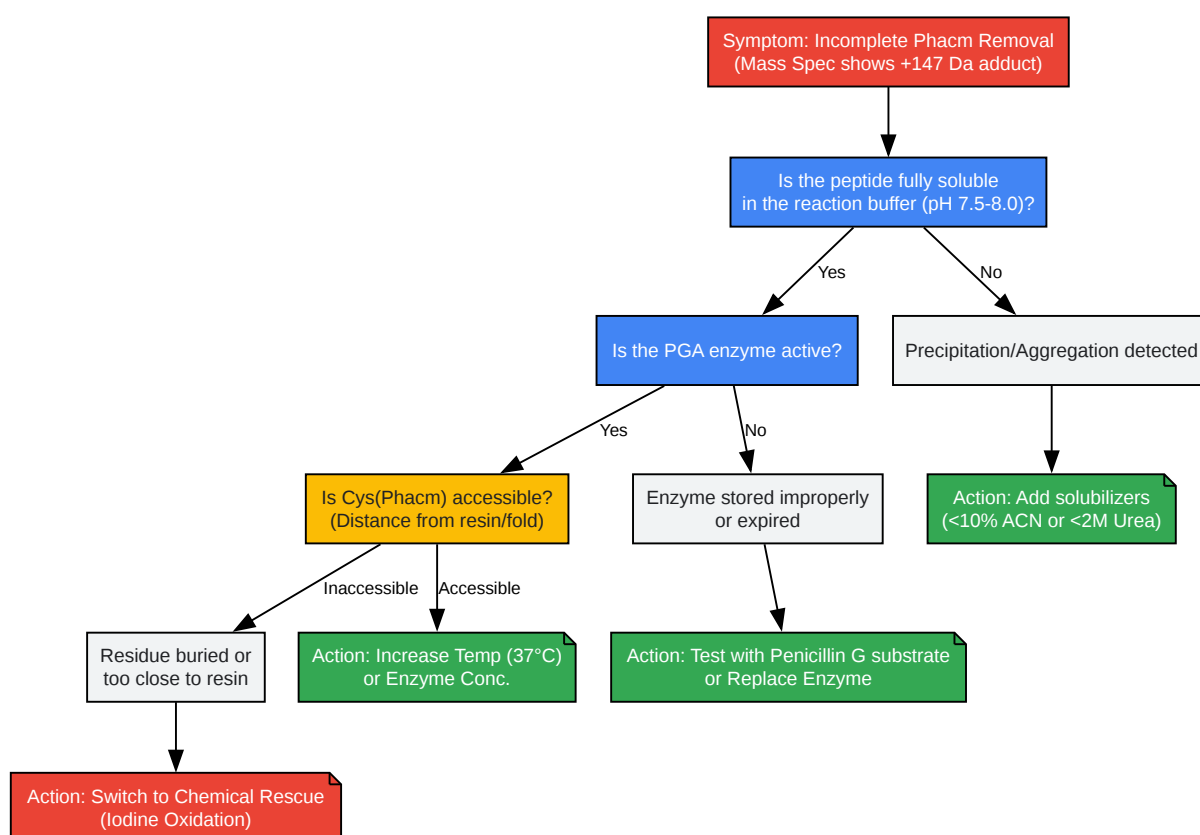 Symptom: Incomplete Phacm Removal
(Mass Spec shows +147 Da adduct)
Is the peptide fully soluble
in the reaction buffer (pH 7.5-8.0)?
Yes
No
Is the PGA enzyme active?
Precipitation/Aggregation detected
Yes
No
Is Cys(Phacm) accessible?
(Distance from resin/fold)
Enzyme stored improperly
or expired
Action: Add solubilizers
(<10% ACN or <2M Urea)
Inaccessible
Accessible
Residue buried or
too close to resin
Action: Increase Temp (37°C)
or Enzyme Conc.
Action: Test with Penicillin G substrate
or Replace Enzyme
Action: Switch to Chemical Rescue
(Iodine Oxidation)